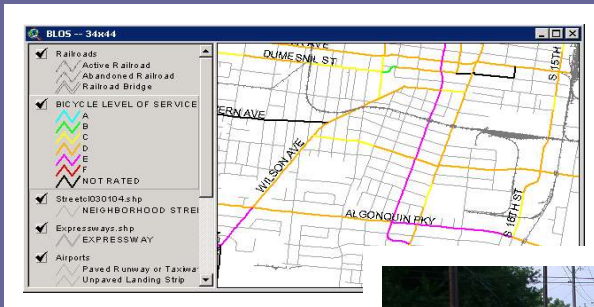 BLOS -- 34x44
Railroads
Active Railroad
Abandoned Railroad
Railroad Bridge
BICYCLE LEVEL OF SERVICE
A
B
C
D
E
F
NOT RATED
Streetcl030104.shp
NEIGHBORHOOD STREE
Expressways.shp
EXPRESSWAY
Airports
Paved Runway or Taxiwa
Unpaved Landing Strip
AVE
DUMESNIL ST
S 15TH
ERN AVE
WILSON AVE
ALGONQUIN PKY
S 18TH ST